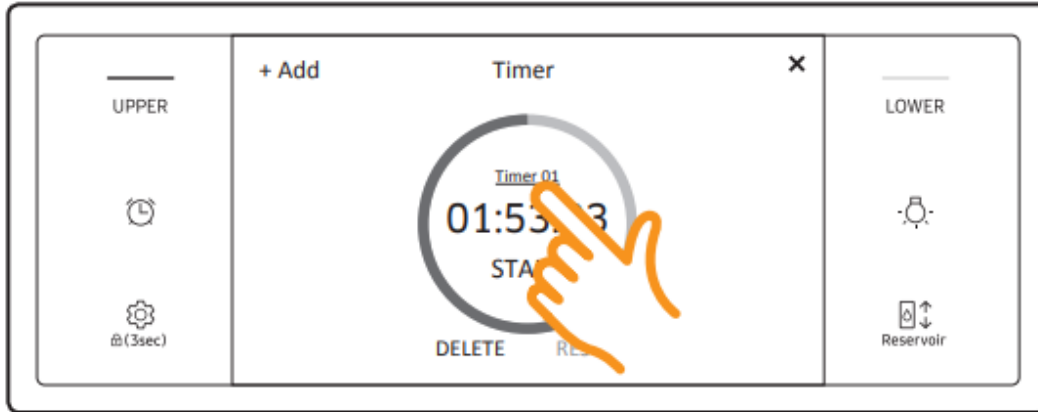 UPPER
(3sec)
+ Add
Timer
×
Timer 01
DELETE
LOWER
Reservoir